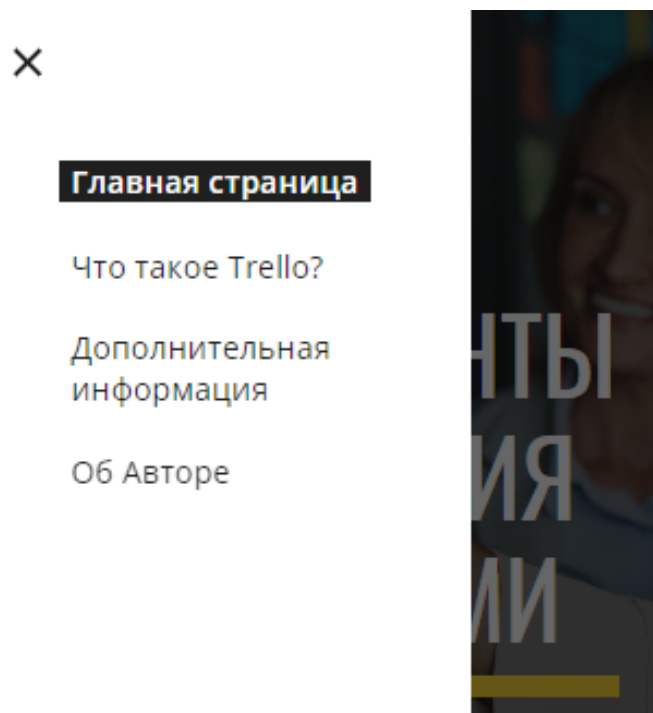 Главная страница
Что такое Trello?
Дополнительная
информация
Об Авторе